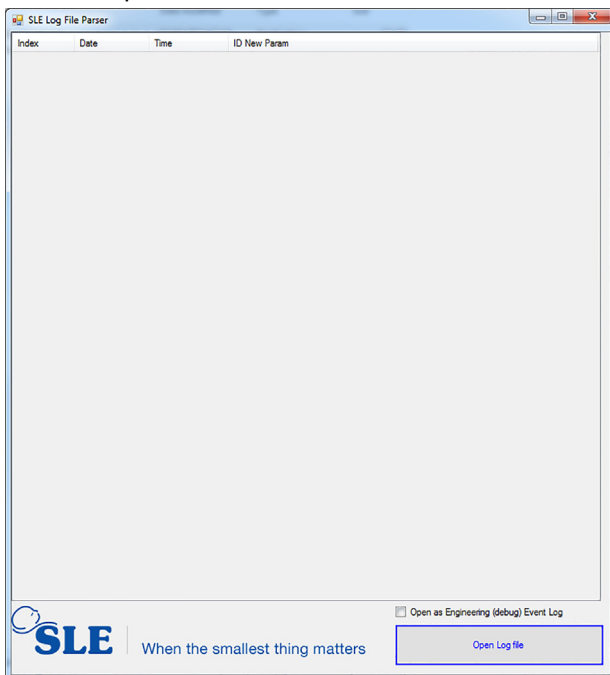 SLE Log File Parser
Index Date Time ID New Param
Open as Engineering (debug) Event Log
SLE When the smallest thing matters
Open Log file